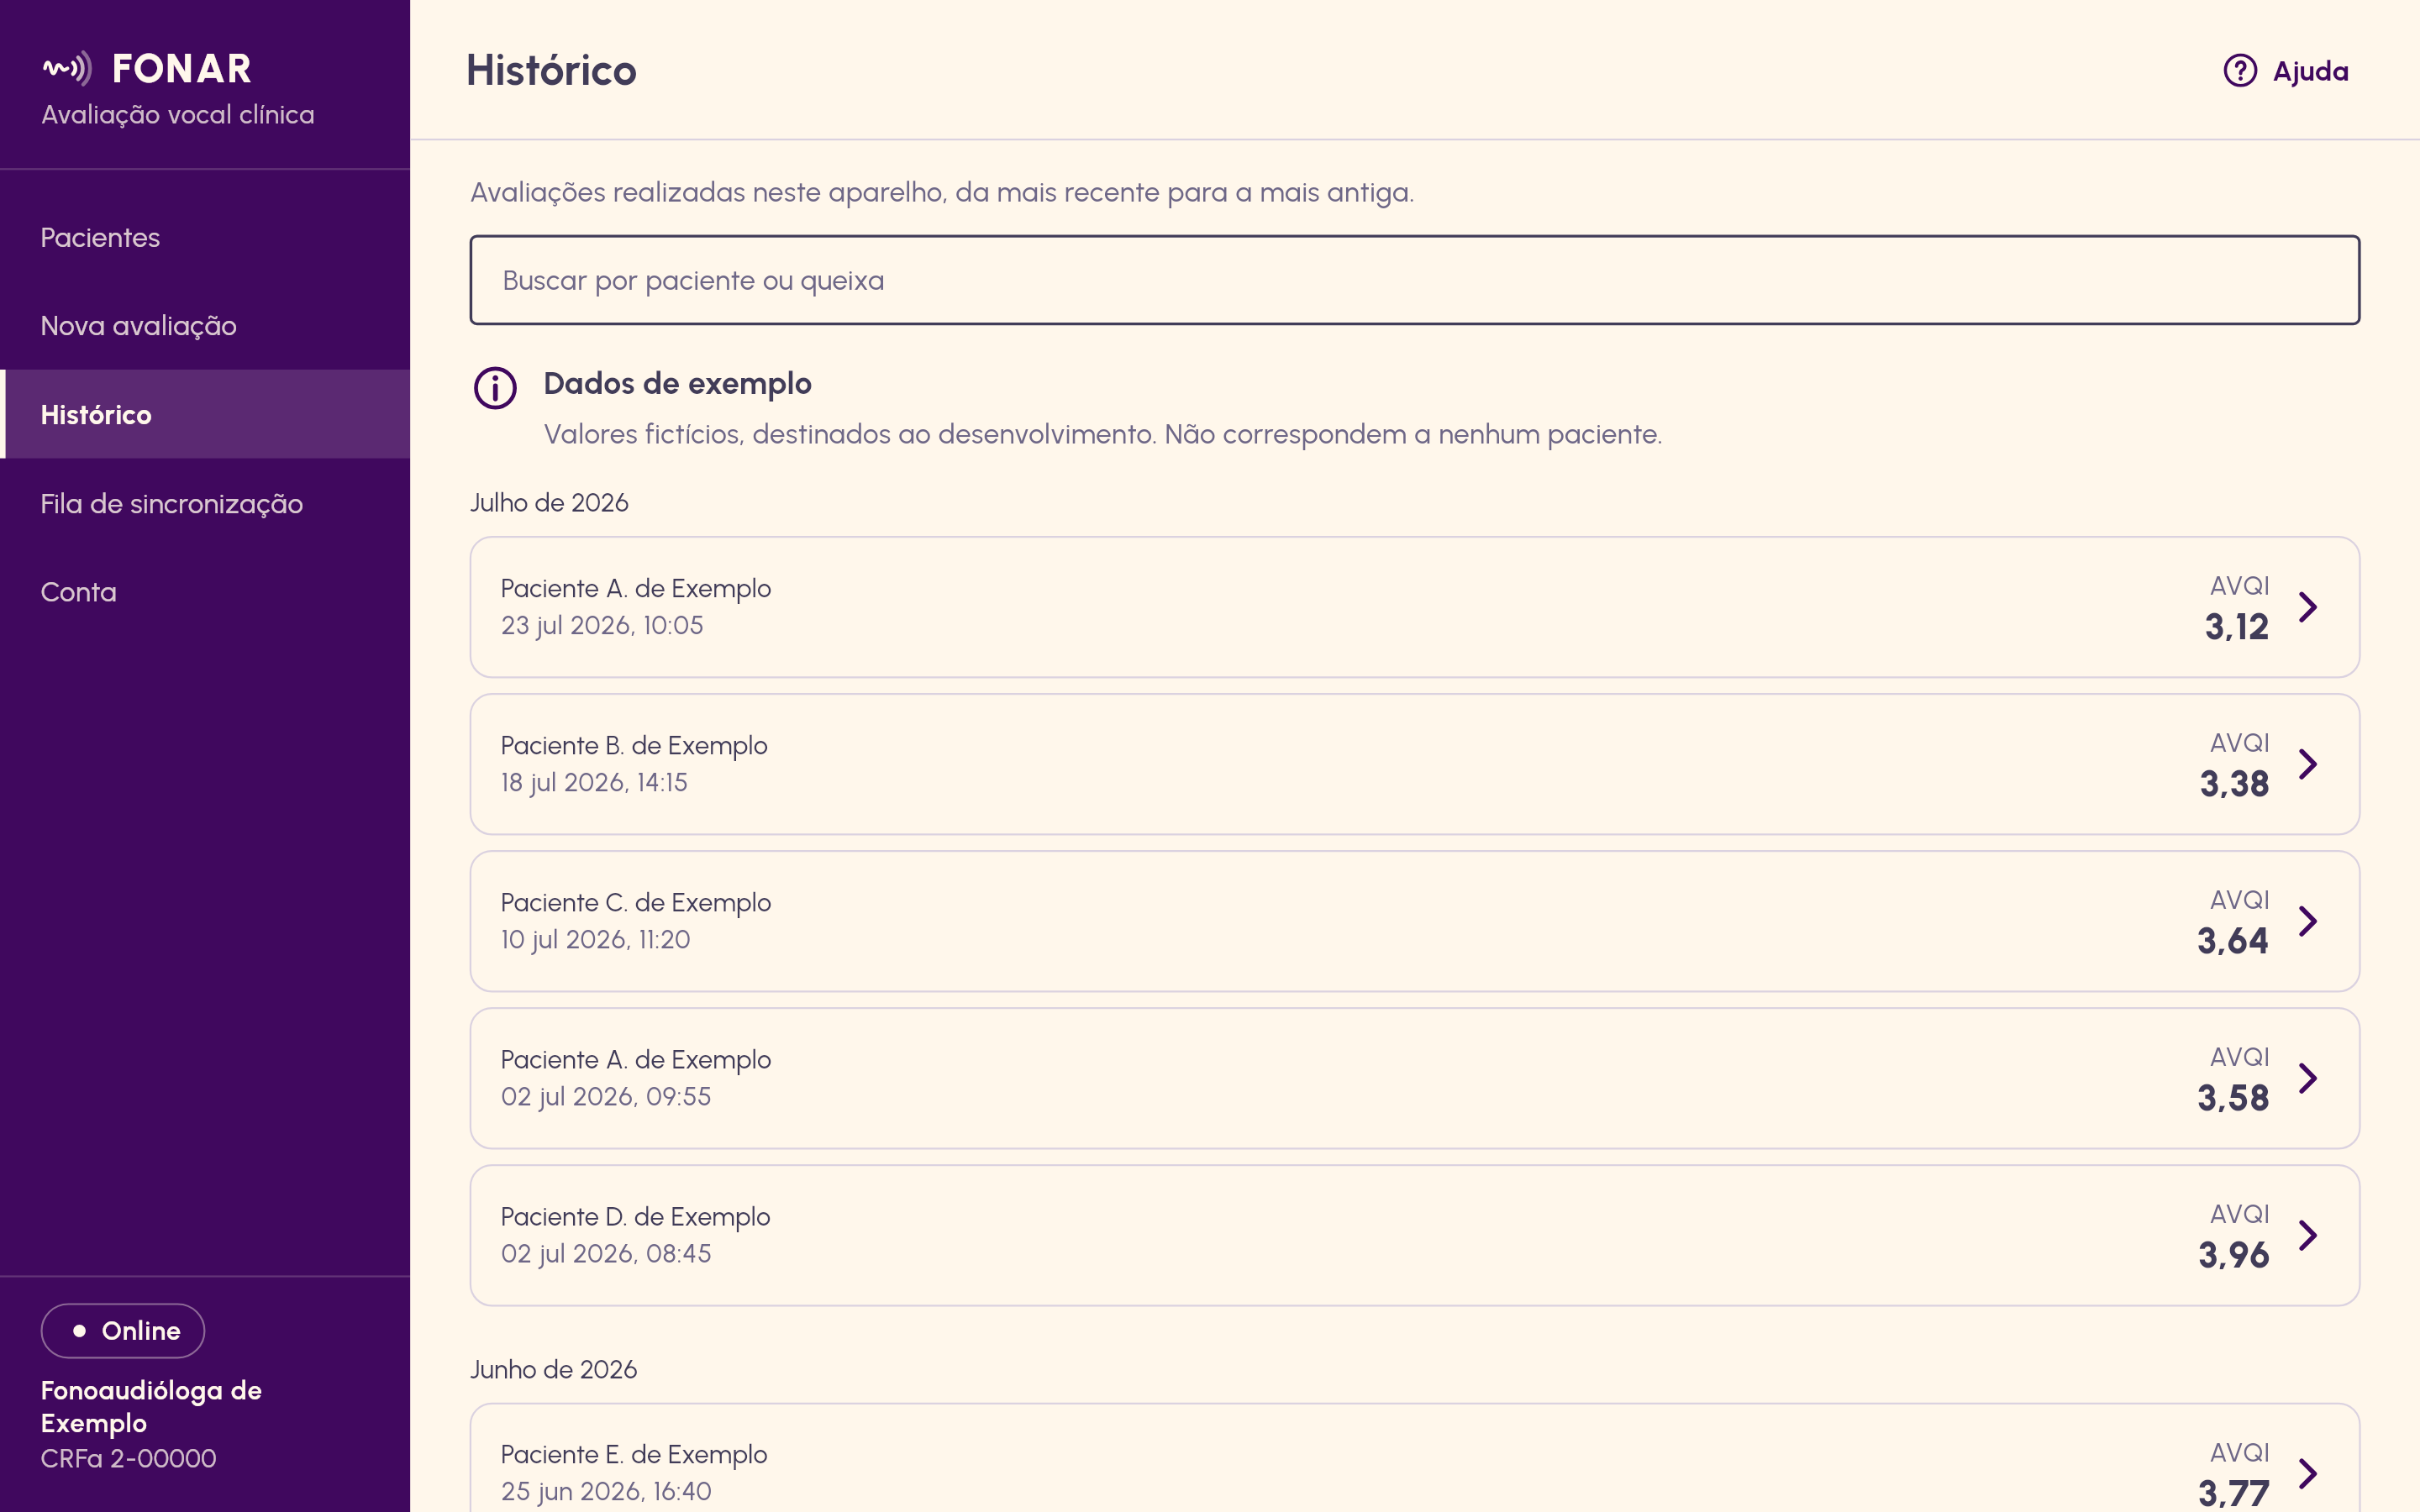 FONAR
Avaliação vocal clínica
Pacientes
Nova avaliação
Histórico
Fila de sincronização
Conta
Online
Fonoaudióloga de
Exemplo
CRFa 2-00000
Histórico
Ajuda
Avaliações realizadas neste aparelho, da mais recente para a mais antiga.
Buscar por paciente ou queixa
Dados de exemplo
Valores fictícios, destinados ao desenvolvimento. Não correspondem a nenhum paciente.
Julho de 2026
Paciente A. de Exemplo
23 jul 2026, 10:05
AVQI
3,12
Paciente B. de Exemplo
18 jul 2026, 14:15
AVQI
3,38
Paciente C. de Exemplo
10 jul 2026, 11:20
AVQI
3,64
Paciente A. de Exemplo
02 jul 2026, 09:55
AVQI
3,58
Paciente D. de Exemplo
02 jul 2026, 08:45
AVQI
3,96
Junho de 2026
Paciente E. de Exemplo
25 jun 2026, 16:40
AVQI
3,77